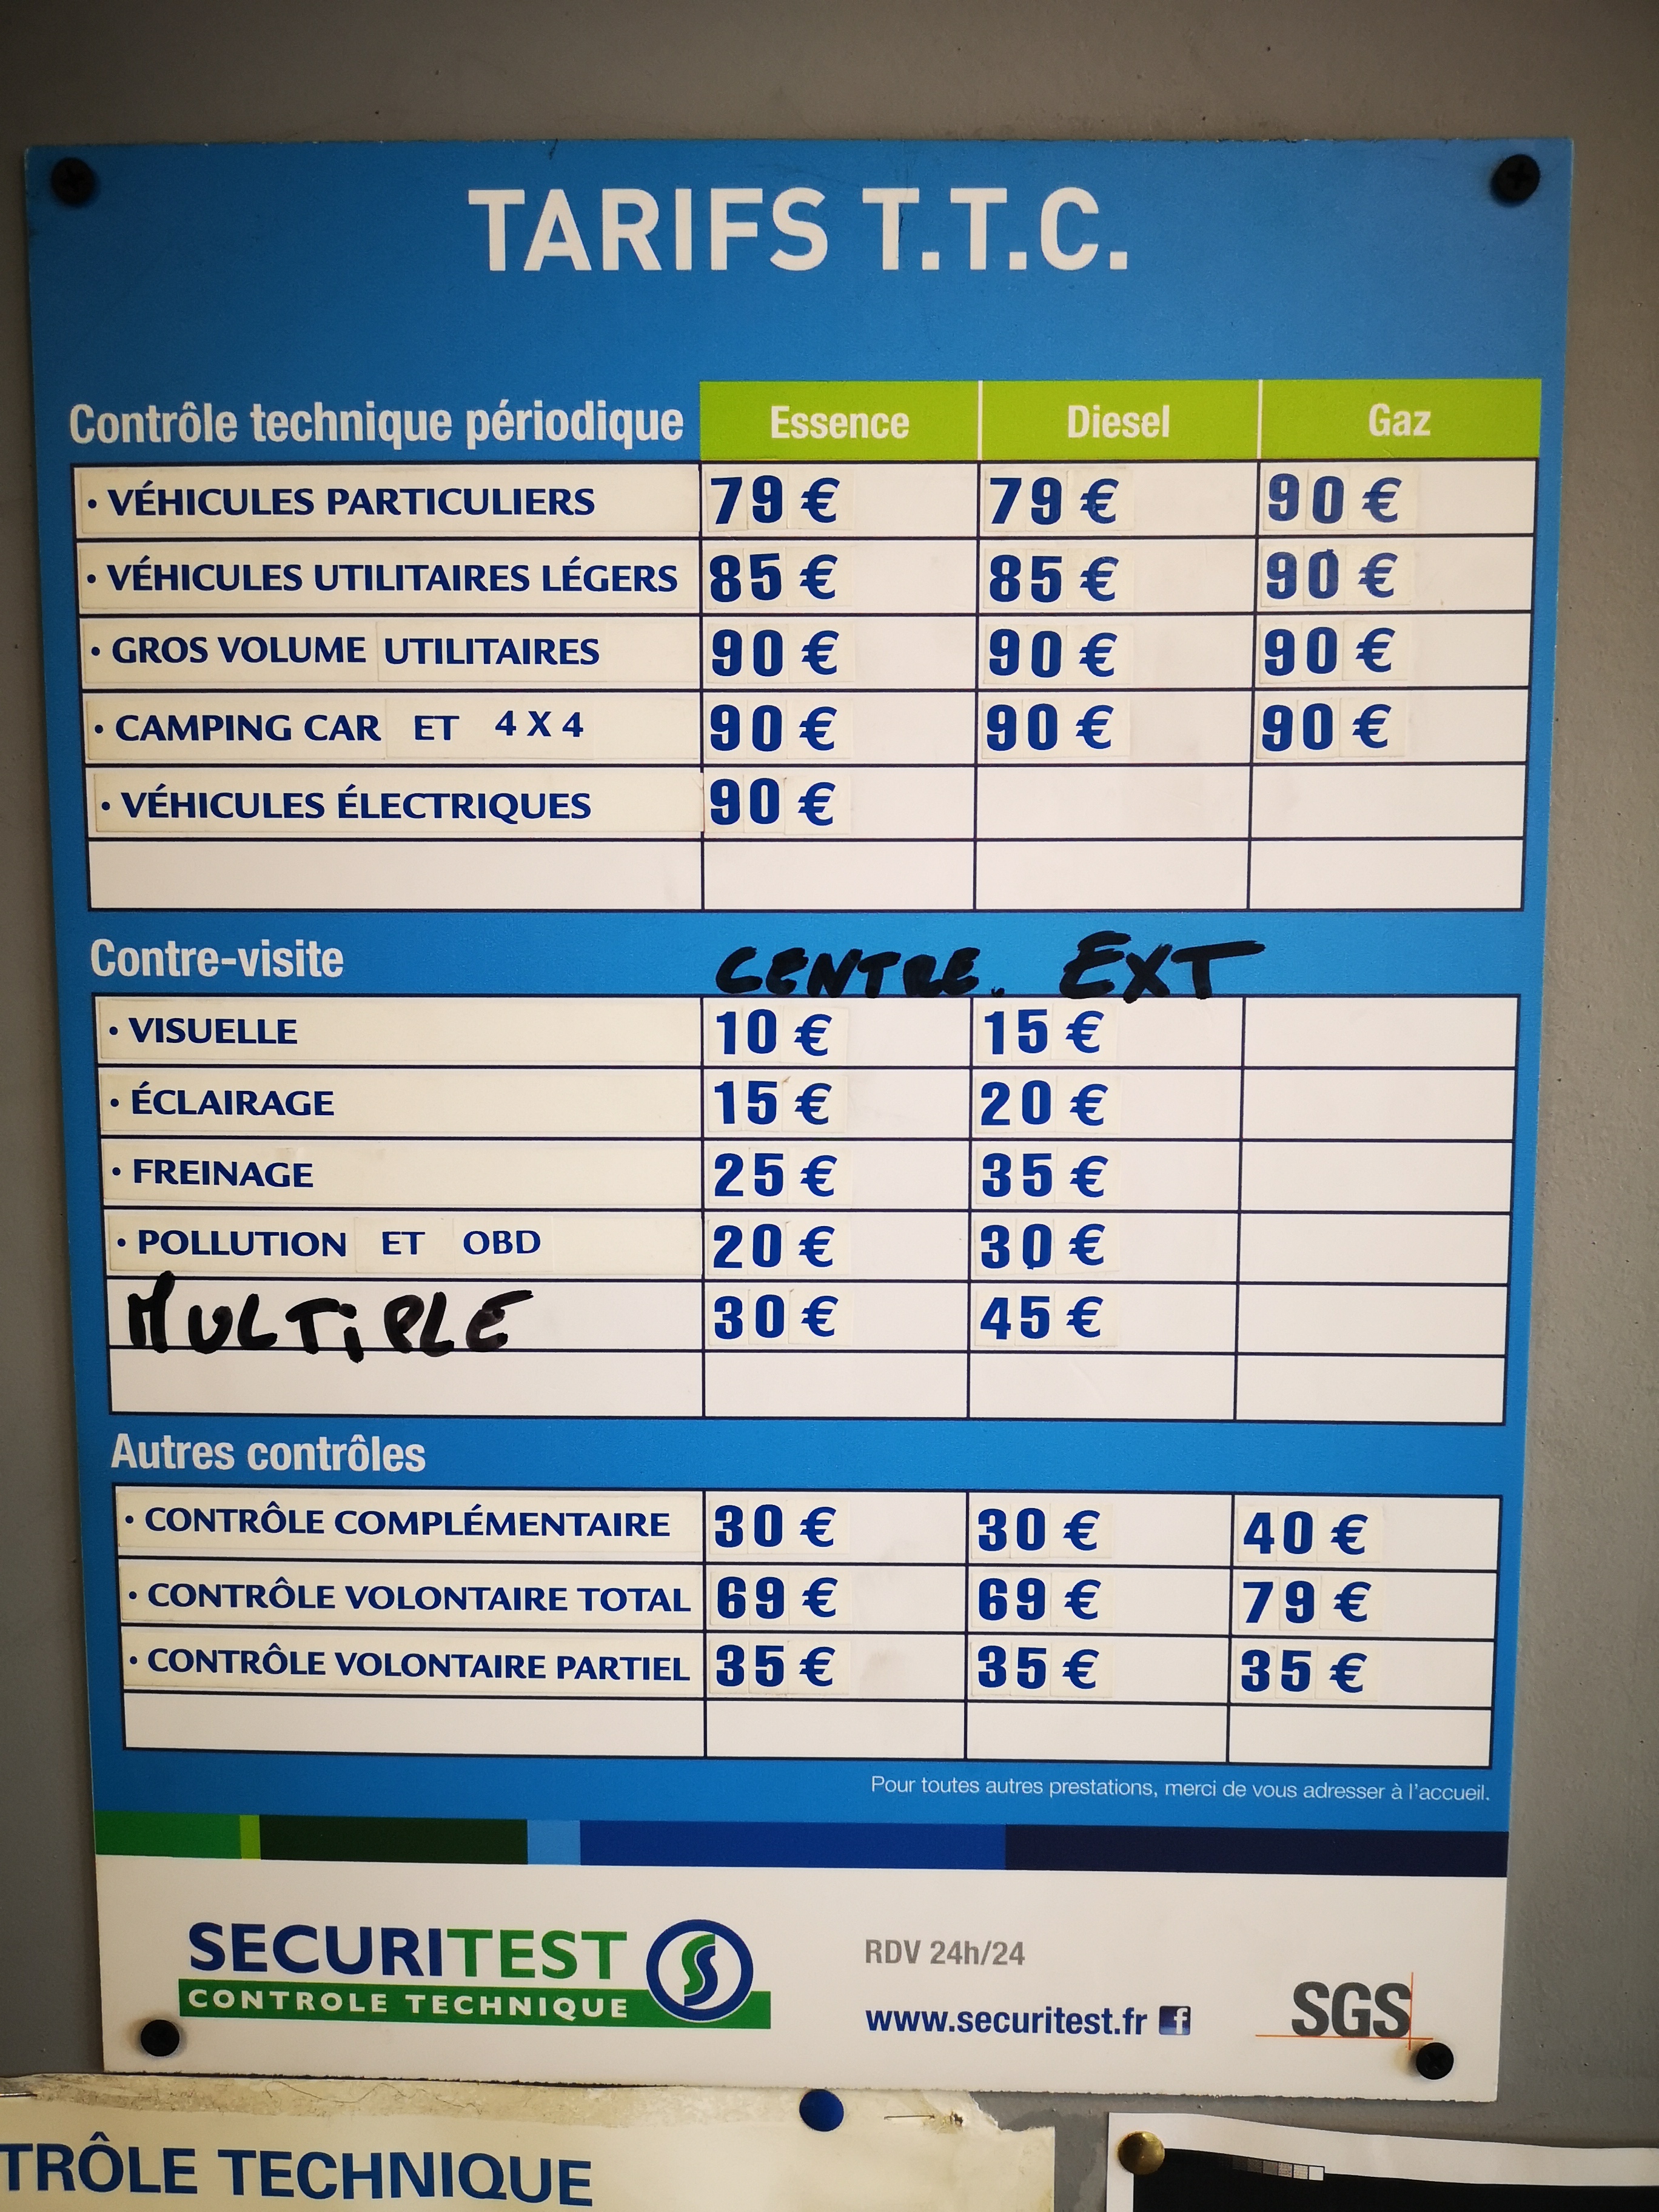 TARIFS T.T.C.
Contrôle technique périodique Essence Diesel Gaz
• VÉHICULES PARTICULIERS 79 € 79 € 90 €
• VÉHICULES UTILITAIRES LÉGERS 85 € 85 € 90 €
• GROS VOLUME UTILITAIRES 90 € 90 € 90 €
• CAMPING CAR ET 4 X 4 90 € 90 € 90 €
• VÉHICULES ÉLECTRIQUES 90 €
Contre-visite CENTRE. EXT
• VISUELLE 10 € 15 €
• ÉCLAIRAGE 15 € 20 €
• FREINAGE 25 € 35 €
• POLLUTION ET OBD 20 € 30 €
MULTiPLE 30 € 45 €
Autres contrôles
• CONTRÔLE COMPLÉMENTAIRE 30 € 30 € 40 €
• CONTRÔLE VOLONTAIRE TOTAL 69 € 69 € 79 €
• CONTRÔLE VOLONTAIRE PARTIEL 35 € 35 € 35 €
Pour toutes autres prestations, merci de vous adresser à l'accueil.
SECURITEST
CONTROLE TECHNIQUE
RDV 24h/24
www.securitest.fr f
SGS
TRÔLE TECHNIQUE